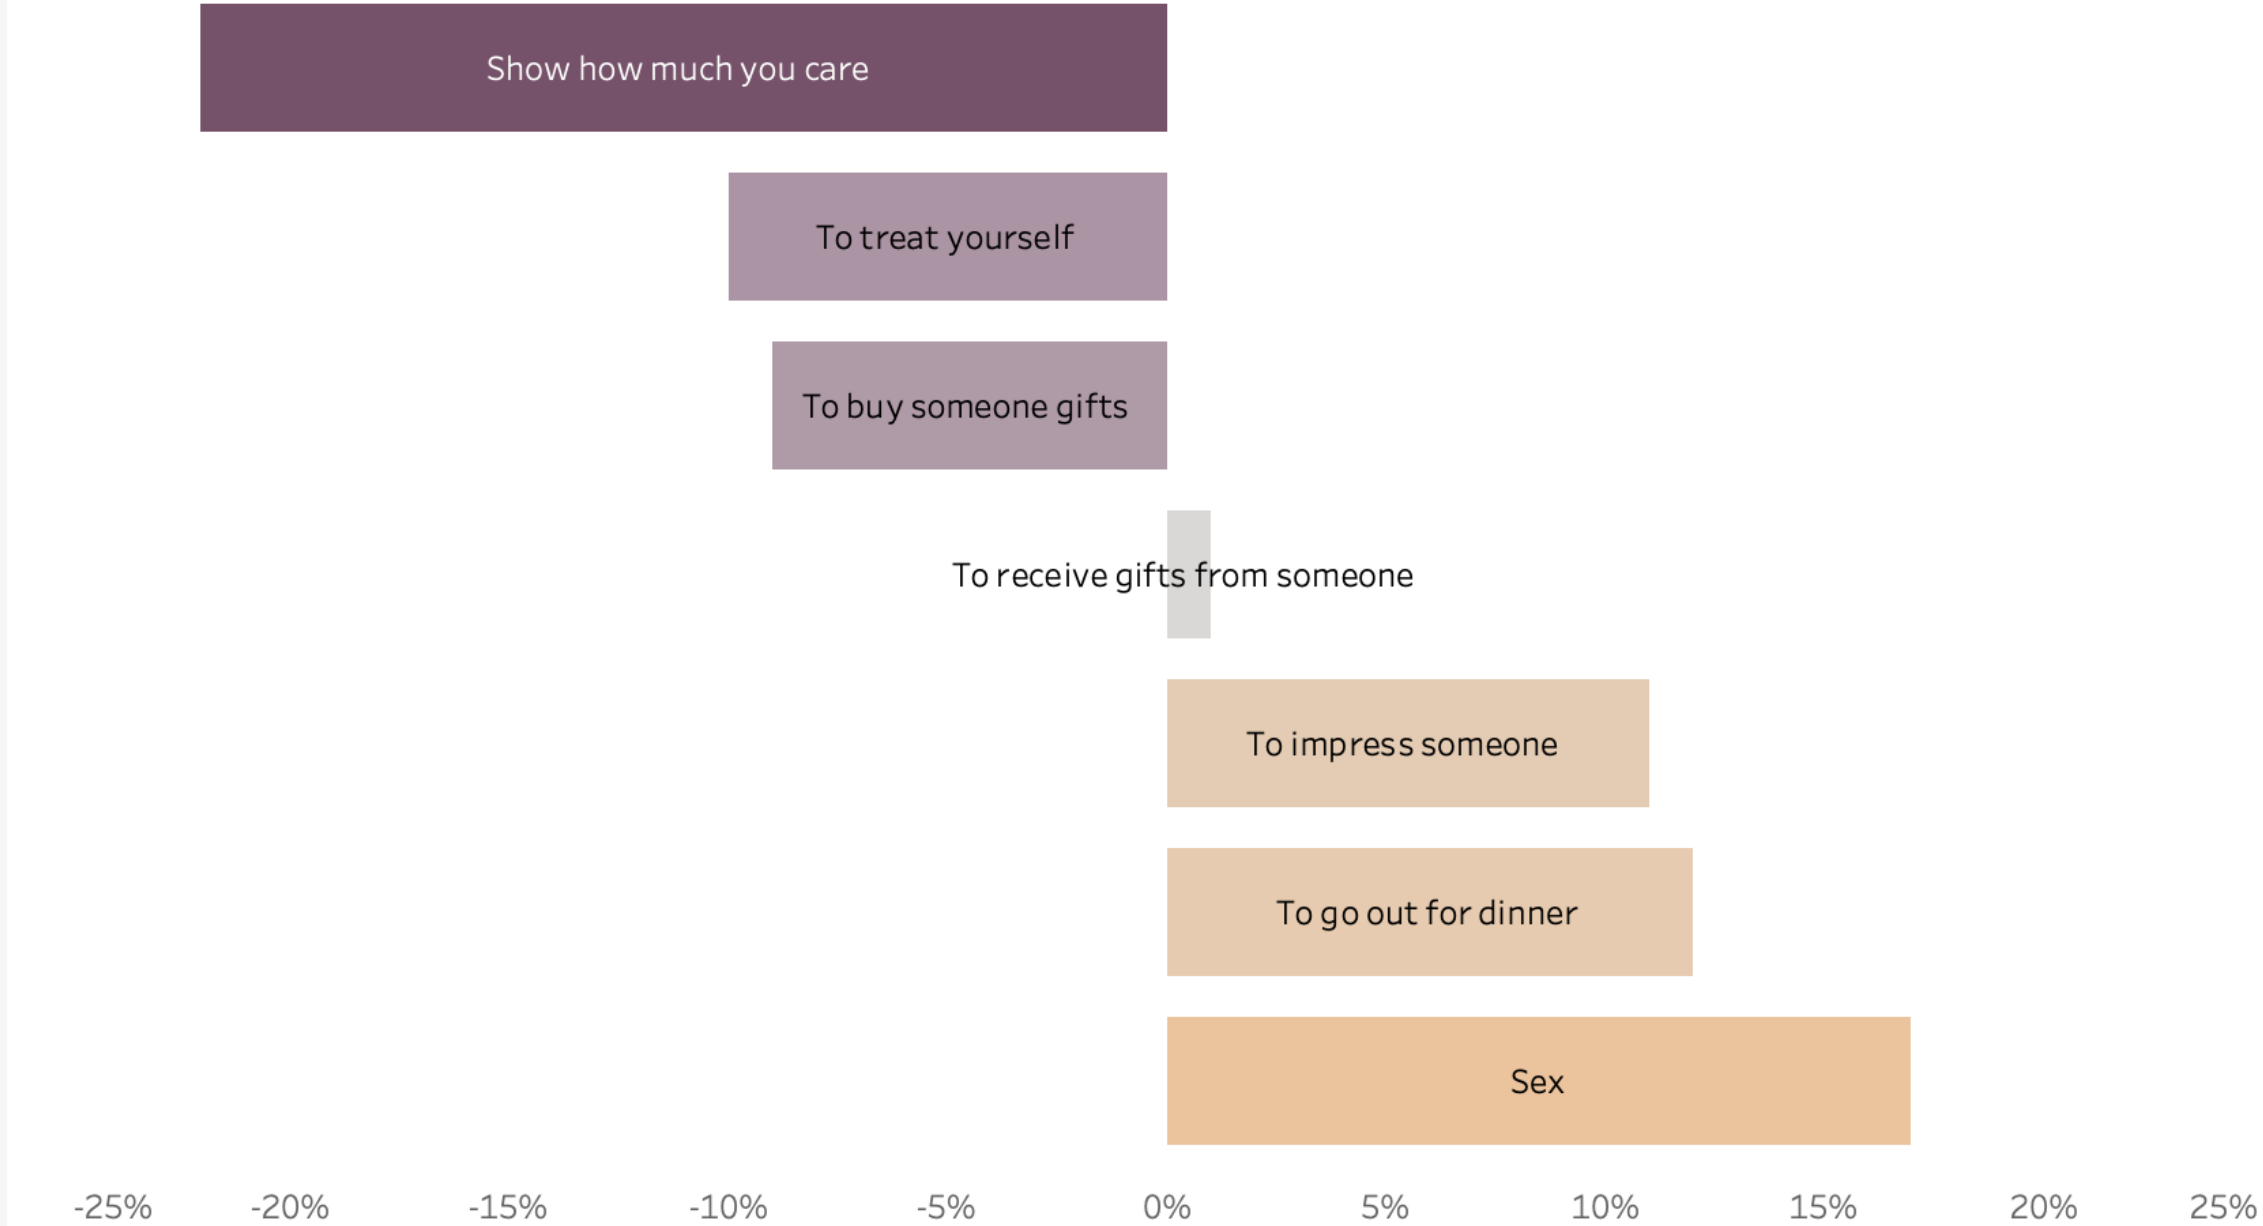 Show how much you care
To treat yourself
To buy someone gifts
To receive gifts from someone
To impress someone
To go out for dinner
Sex
-25% -20% -15% -10% -5% 0% 5% 10% 15% 20% 25%